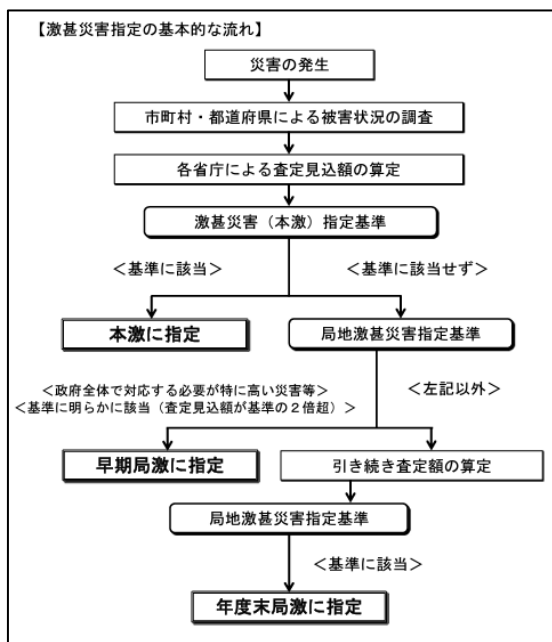 【激甚災害指定の基本的な流れ】
災害の発生
市町村・都道府県による被害状況の調査
各省庁による査定見込額の算定
激甚災害（本激）指定基準
＜基準に該当＞
＜基準に該当せず＞
本激に指定
局地激甚災害指定基準
＜政府全体で対応する必要が特に高い災害等＞
＜基準に明らかに該当（査定見込額が基準の２倍超）＞
＜左記以外＞
早期局激に指定
引き続き査定額の算定
局地激甚災害指定基準
＜基準に該当＞
年度末局激に指定